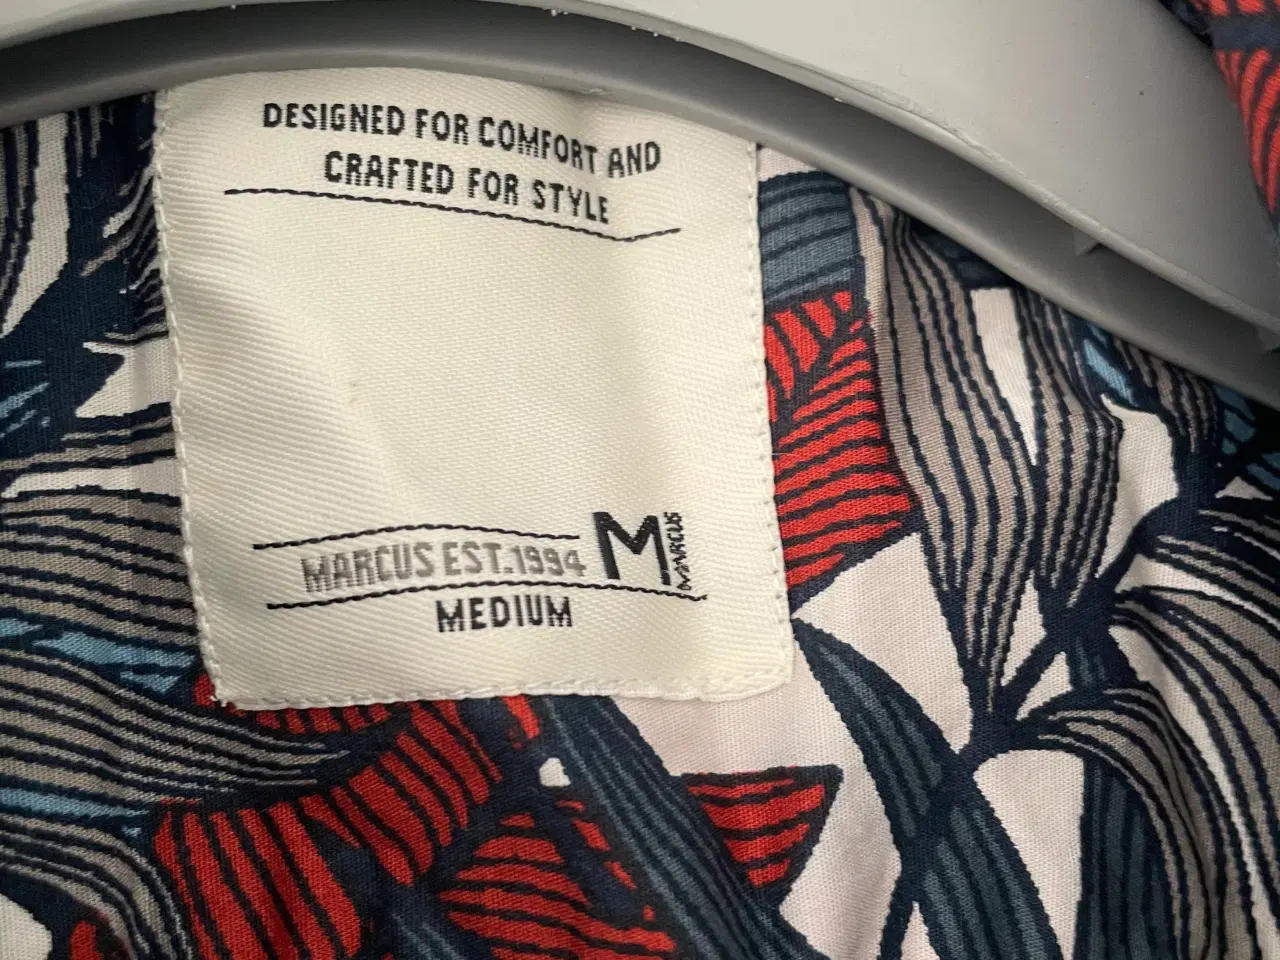 DESIGNED FOR COMFORT AND
CRAFTED FOR STYLE
MARCUS EST.1994 M MARCUS
MEDIUM